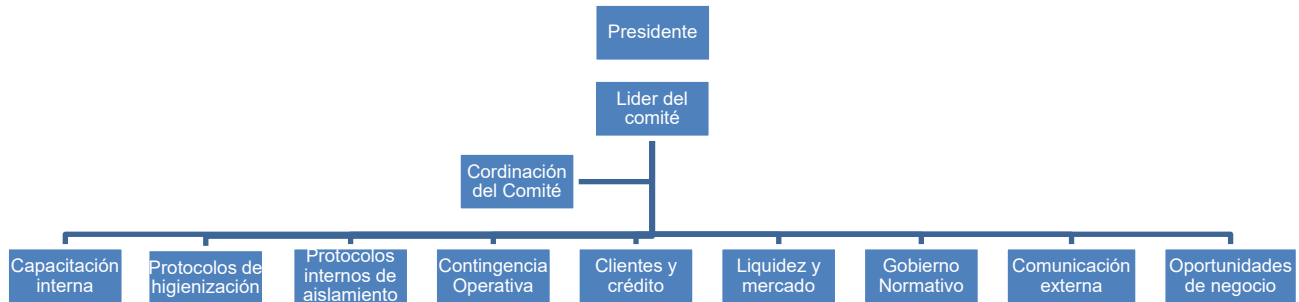 Presidente
Lider del
comité
Cordinación
del Comité
Capacitación
interna
Protocolos de
higienización
Protocolos
internos de
aislamiento
Contingencia
Operativa
Clientes y
crédito
Liquidez y
mercado
Gobierno
Normativo
Comunicación
externa
Oportunidades
de negocio